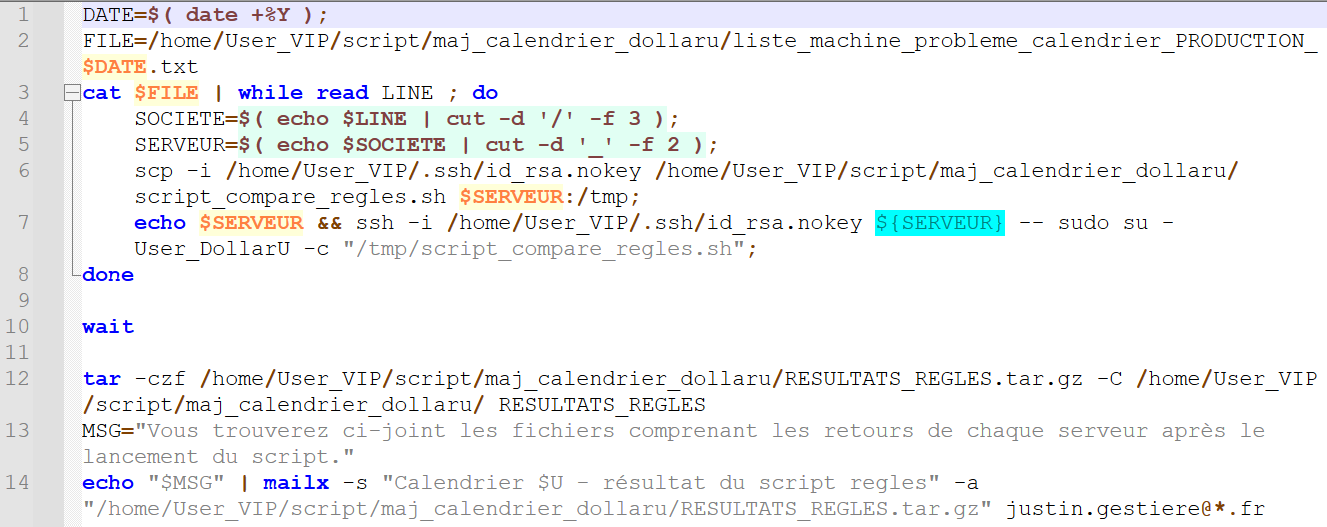 1 DATE=$( date +%Y );
2 FILE=/home/User_VIP/script/maj_calendrier_dollaru/liste_machine_probleme_calendrier_PRODUCTION_
$DATE.txt
3 cat $FILE | while read LINE ; do
4 SOCIETE=$( echo $LINE | cut -d '/' -f 3 );
5 SERVEUR=$( echo $SOCIETE | cut -d '_' -f 2 );
6 scp -i /home/User_VIP/.ssh/id_rsa.nokey /home/User_VIP/script/maj_calendrier_dollaru/
script_compare_regles.sh $SERVEUR:/tmp;
7 echo $SERVEUR && ssh -i /home/User_VIP/.ssh/id_rsa.nokey ${SERVEUR} -- sudo su -
User_DollarU -c "/tmp/script_compare_regles.sh";
8 done
9
10 wait
11
12 tar -czf /home/User_VIP/script/maj_calendrier_dollaru/RESULTATS_REGLES.tar.gz -C /home/User_VIP
/script/maj_calendrier_dollaru/ RESULTATS_REGLES
13 MSG="Vous trouverez ci-joint les fichiers comprenant les retours de chaque serveur après le
lancement du script."
14 echo "$MSG" | mailx -s "Calendrier $U - résultat du script regles" -a
"/home/User_VIP/script/maj_calendrier_dollaru/RESULTATS_REGLES.tar.gz" justin.gestiere@*.fr